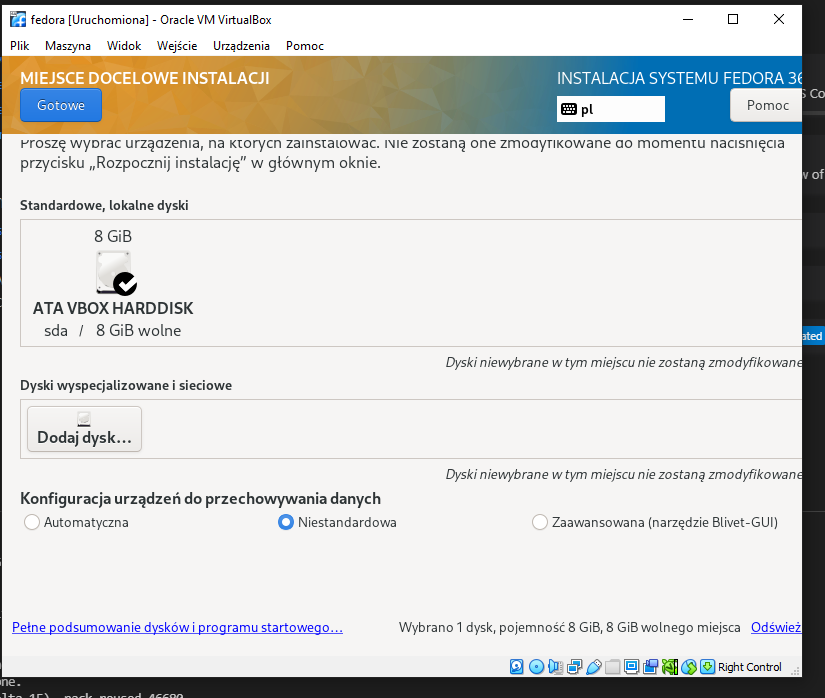 fedora [Uruchomiona] - Oracle VM VirtualBox
Plik Maszyna Widok Wejście Urządzenia Pomoc
MIEJSCE DOCELOWE INSTALACJI
INSTALACJA SYSTEMU FEDORA 36
Gotowe
pl
Pomoc
S Co
Proszę wybrać urządzenia, na których zainstalować. Nie zostaną one zmodyfikowane do momentu naciśnięcia
przycisku „Rozpocznij instalację” w głównym oknie.
w of
Standardowe, lokalne dyski
8 GiB
ATA VBOX HARDDISK
sda / 8 GiB wolne
ated
Dyski niewybrane w tym miejscu nie zostaną zmodyfikowane
Dyski wyspecjalizowane i sieciowe
Dodaj dysk...
Dyski niewybrane w tym miejscu nie zostaną zmodyfikowane
Konfiguracja urządzeń do przechowywania danych
Automatyczna
Niestandardowa
Zaawansowana (narzędzie Blivet-GUI)
Pełne podsumowanie dysków i programu startowego...
Wybrano 1 dysk, pojemność 8 GiB, 8 GiB wolnego miejsca
Odśwież
Right Control
one.